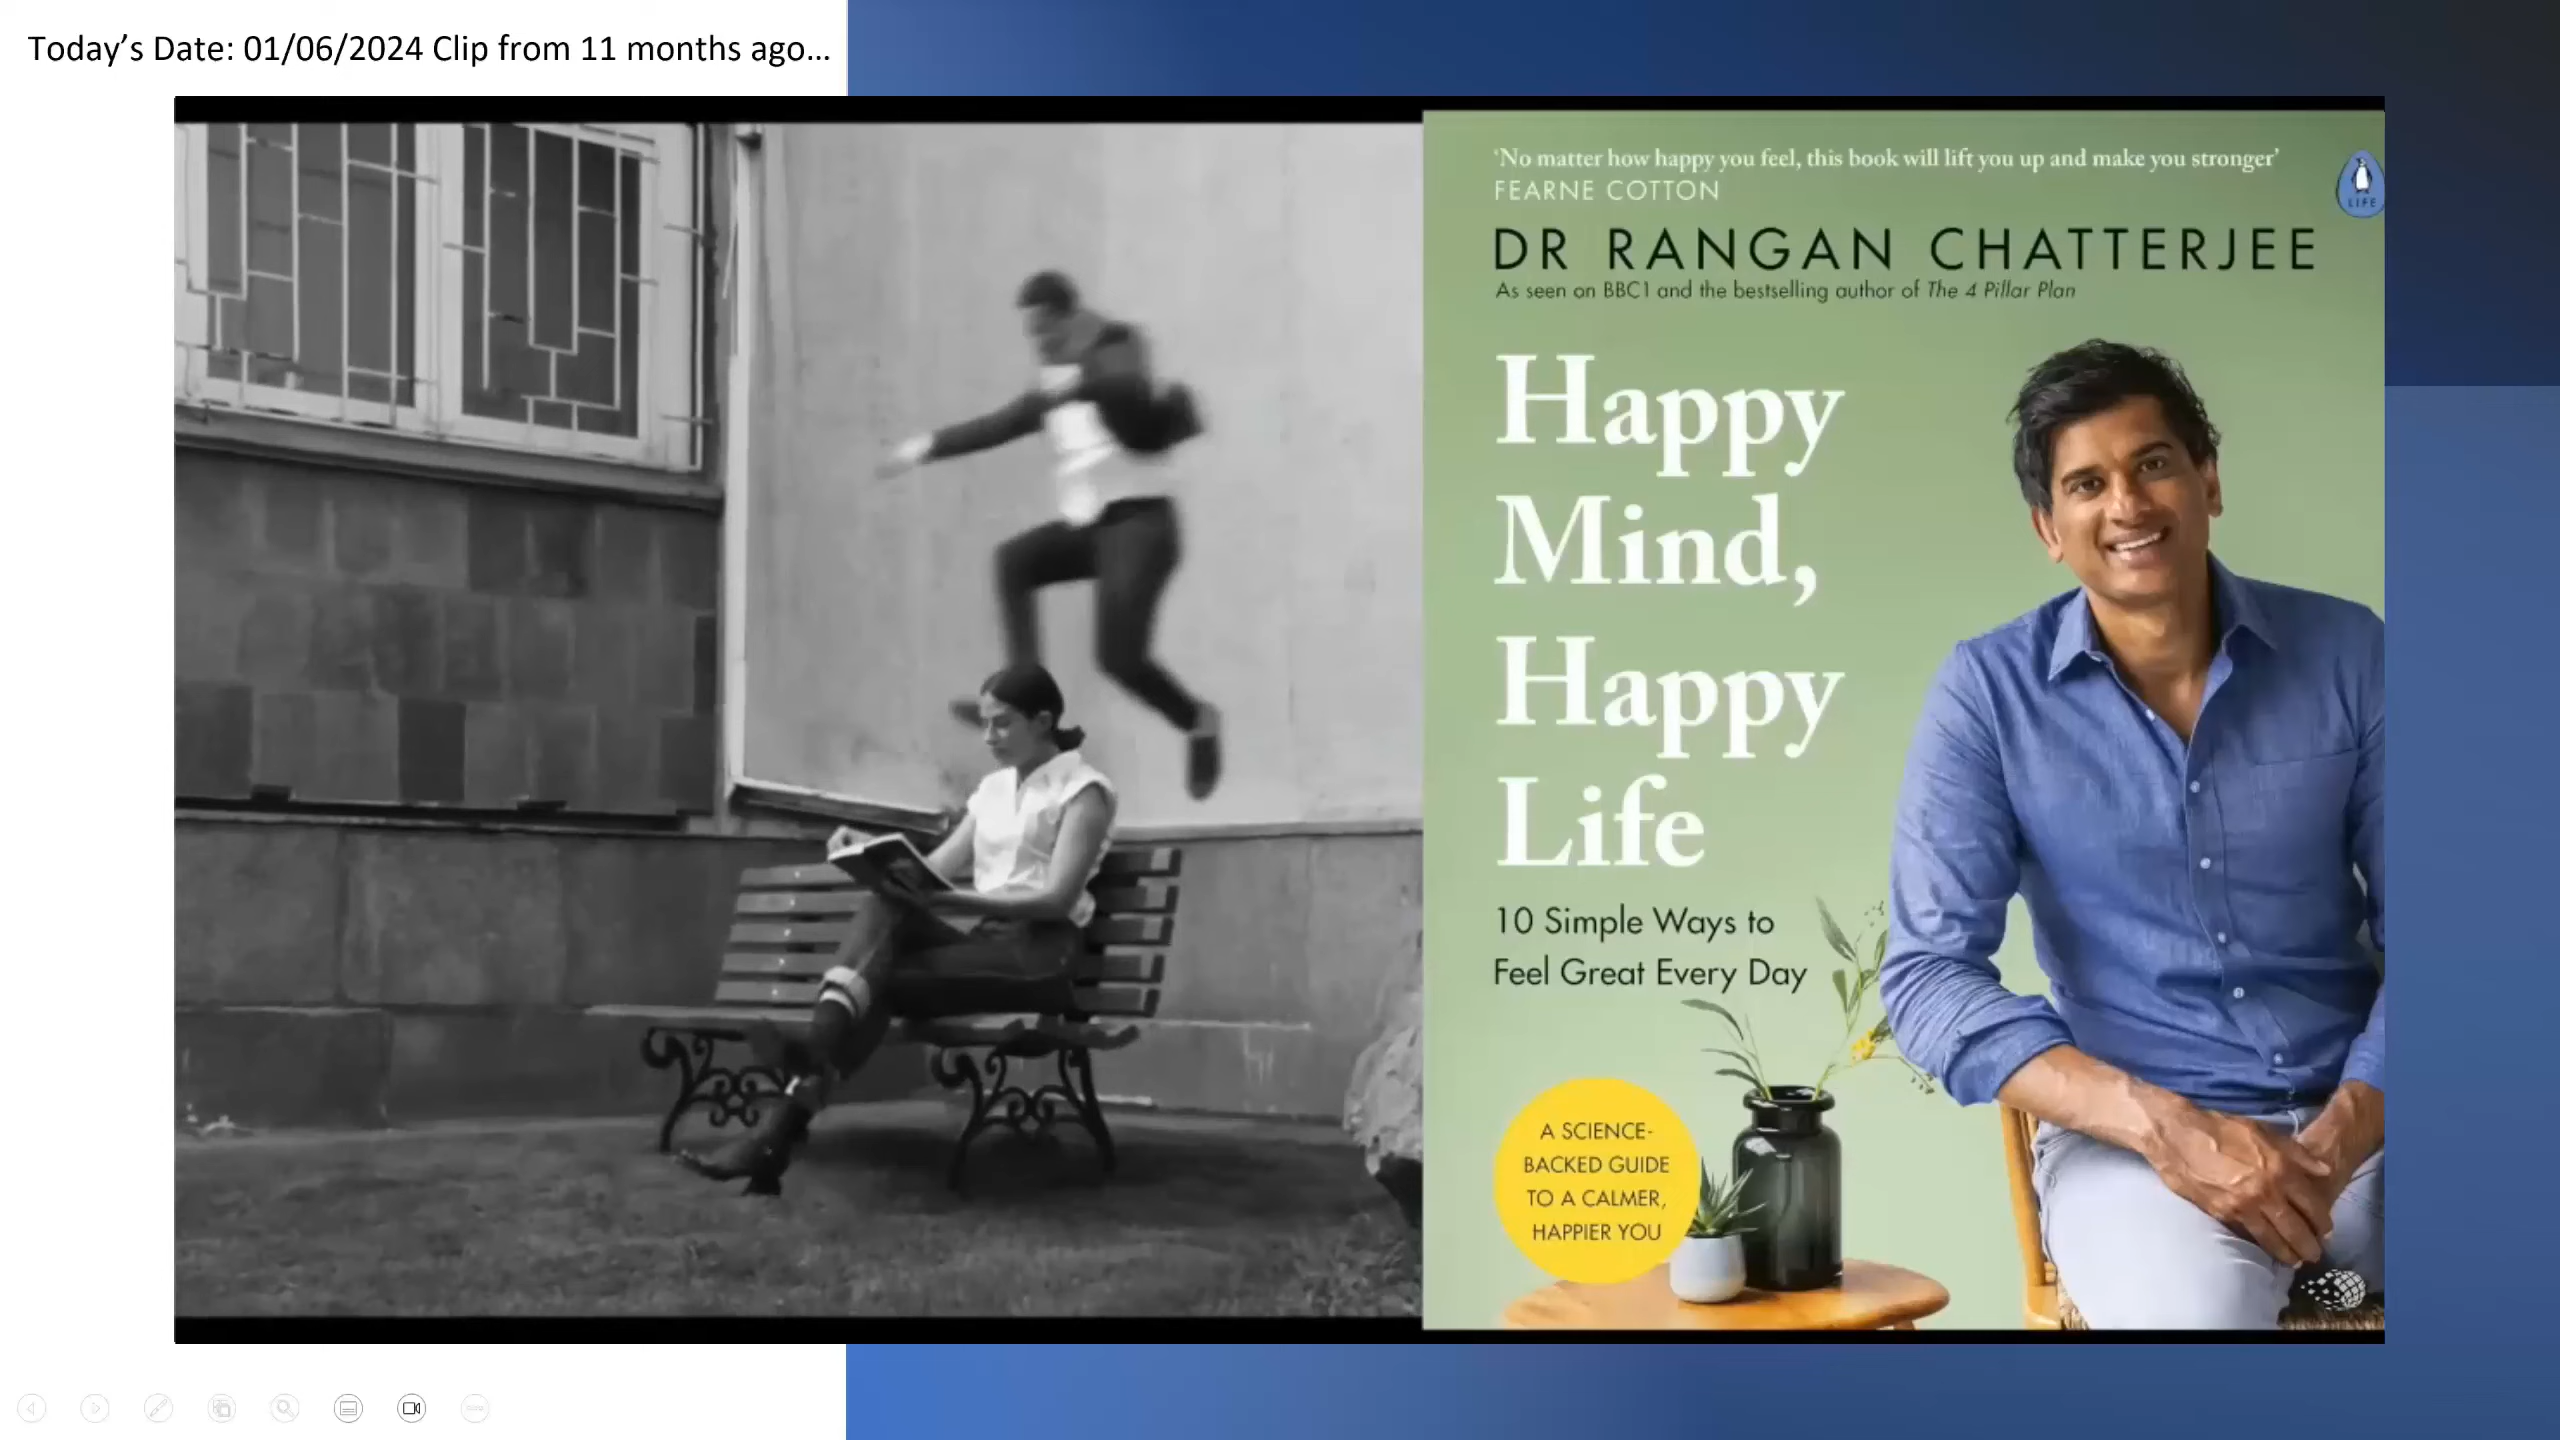 Today’s Date: 01/06/2024 Clip from 11 months ago...
‘No matter how happy you feel, this book will lift you up and make you stronger’
FEARNE COTTON
LIFE
DR RANGAN CHATTERJEE
As seen on BBC1 and the bestselling author of The 4 Pillar Plan
Happy
Mind,
Happy
Life
10 Simple Ways to
Feel Great Every Day
A SCIENCE-
BACKED GUIDE
TO A CALMER,
HAPPIER YOU